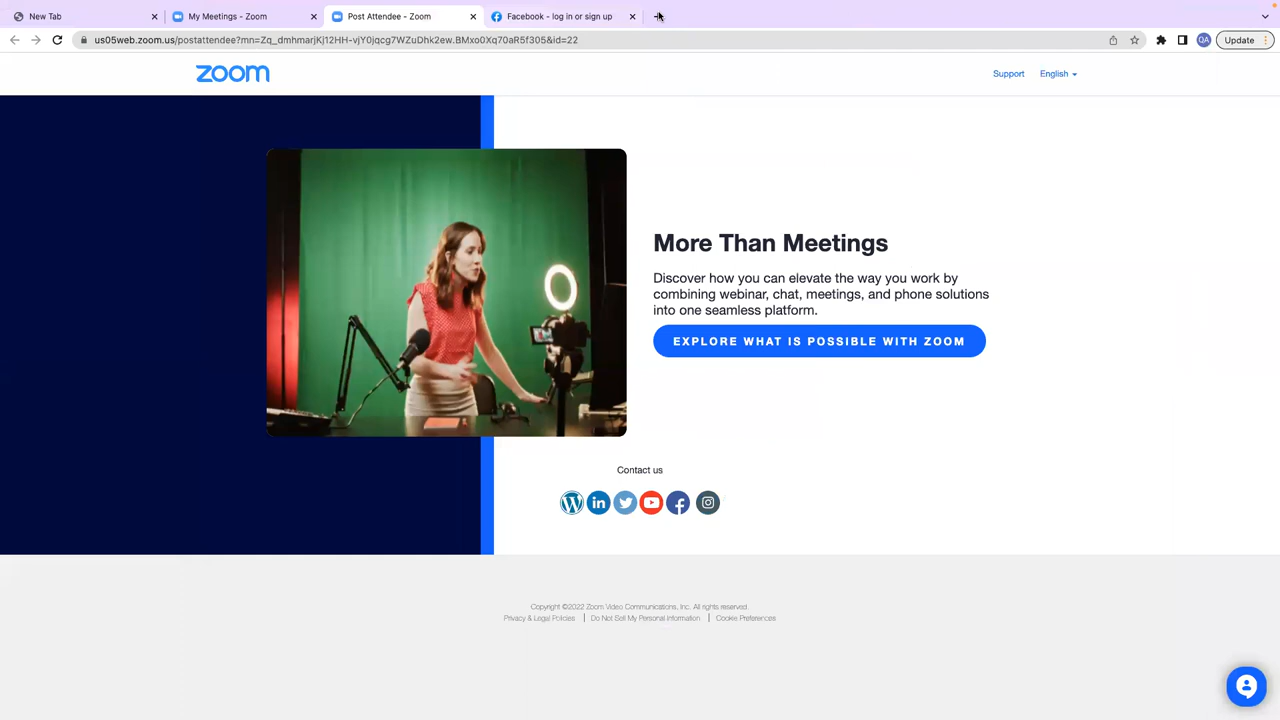 New Tab
My Meetings - Zoom
Post Attendee - Zoom
Facebook - log in or sign up
us05web.zoom.us/postattendee?mn=Zq_dmhmarjKj12HH-vjY0jqcg7WZuDhk2ew.BMxo0Xq70aR5f305&id=22
QA
Update
zoom
Support
English
More Than Meetings
Discover how you can elevate the way you work by
combining webinar, chat, meetings, and phone solutions
into one seamless platform.
EXPLORE WHAT IS POSSIBLE WITH ZOOM
Contact us
Copyright ©2022 Zoom Video Communications, Inc. All rights reserved.
Privacy & Legal Policies
Do Not Sell My Personal Information
Cookie Preferences